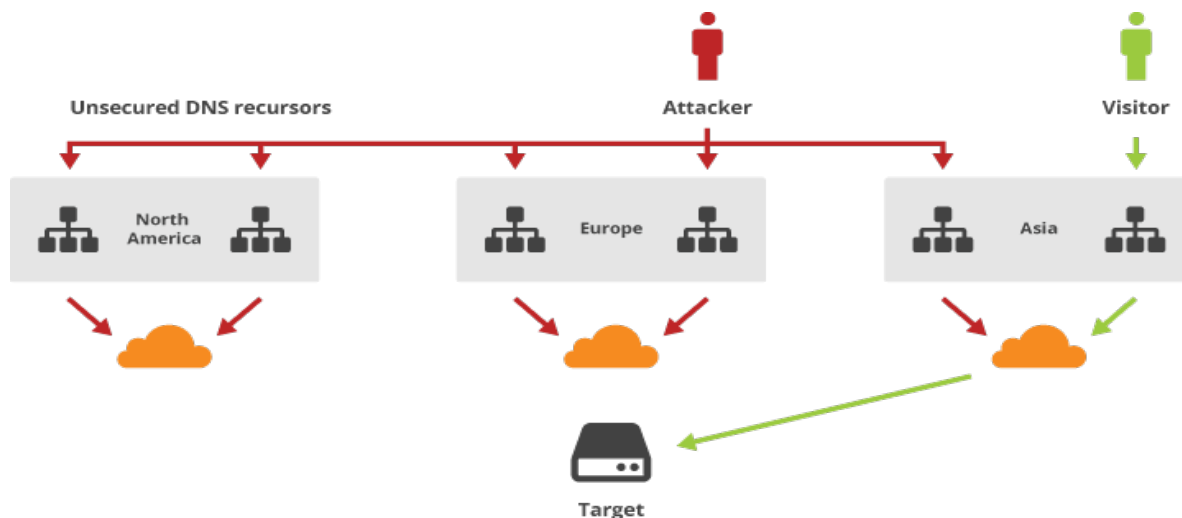 Unsecured DNS recursors
Attacker
Visitor
North
America
Europe
Asia
Target